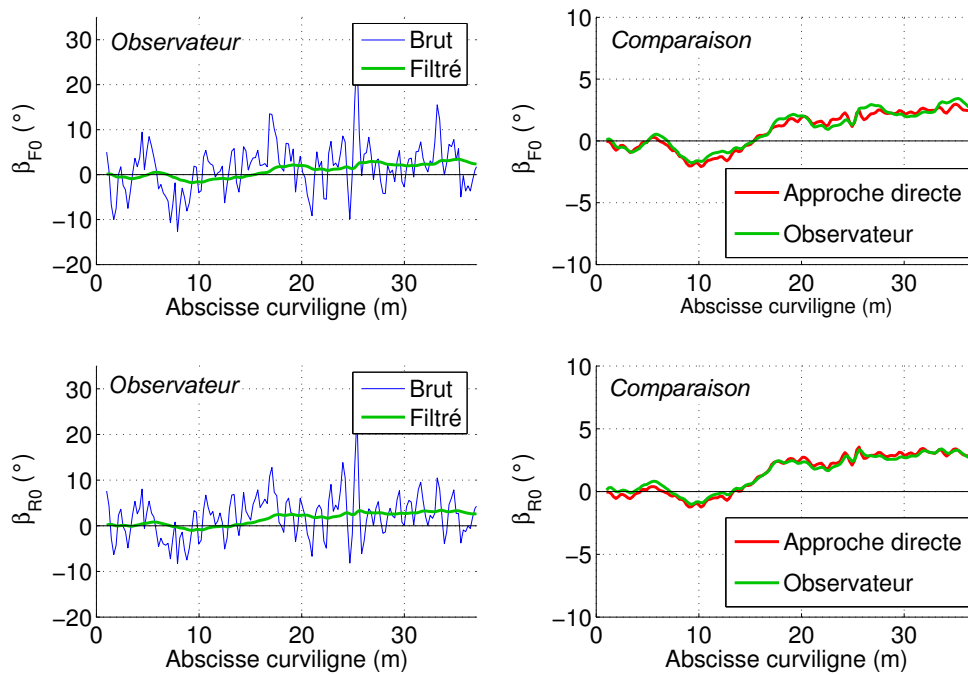 Observateur
Brut
Filtré
30
20
10
0
−10
−20
β_F0 (°)
0
10
20
30
Abscisse curviligne (m)
Comparaison
10
5
0
−5
−10
β_F0 (°)
Approche directe
Observateur
0
10
20
30
Abscisse curviligne (m)
Observateur
Brut
Filtré
30
20
10
0
−10
−20
β_R0 (°)
0
10
20
30
Abscisse curviligne (m)
Comparaison
10
5
0
−5
−10
β_R0 (°)
Approche directe
Observateur
0
10
20
30
Abscisse curviligne (m)